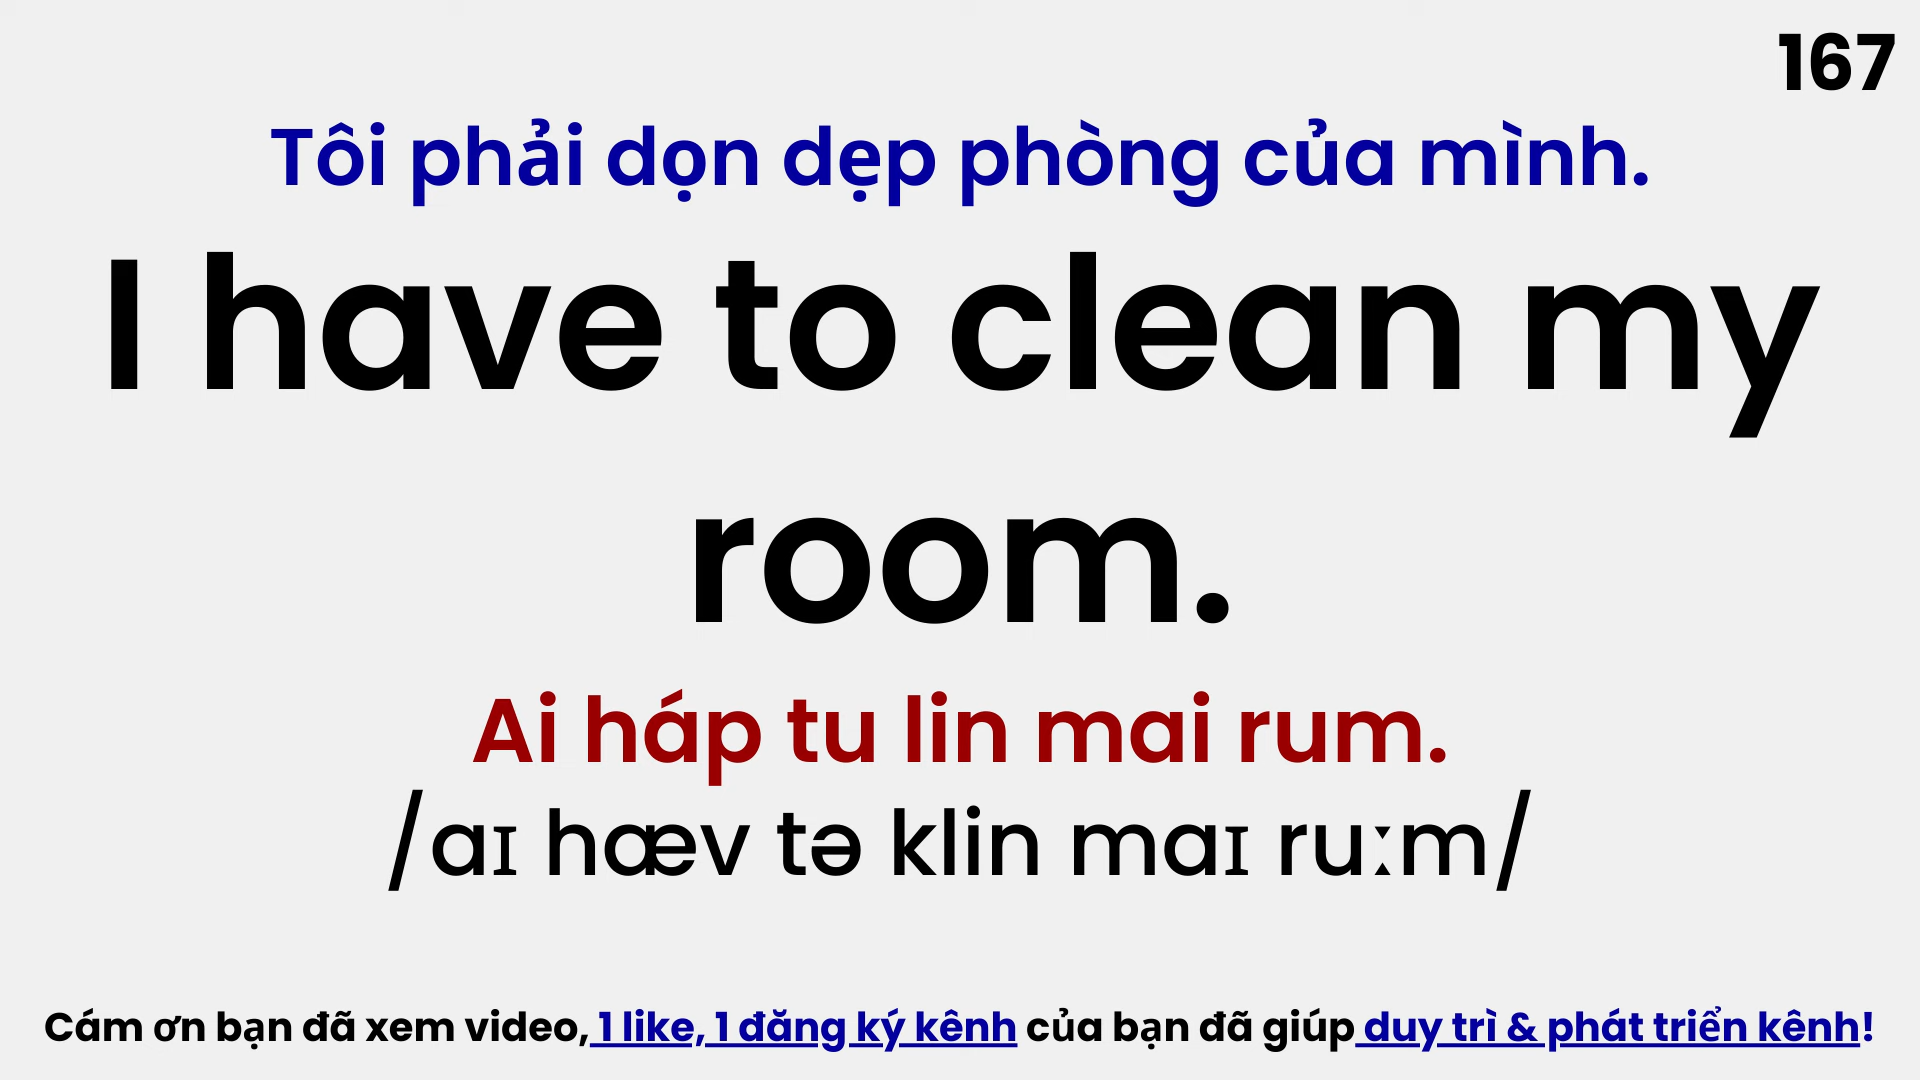 167
Tôi phải dọn dẹp phòng của mình.
I have to clean my
room.
Ai háp tu lin mai rum.
/aɪ hæv tə klin maɪ ruːm/
Cám ơn bạn đã xem video, 1 like, 1 đăng ký kênh của bạn đã giúp duy trì & phát triển kênh!